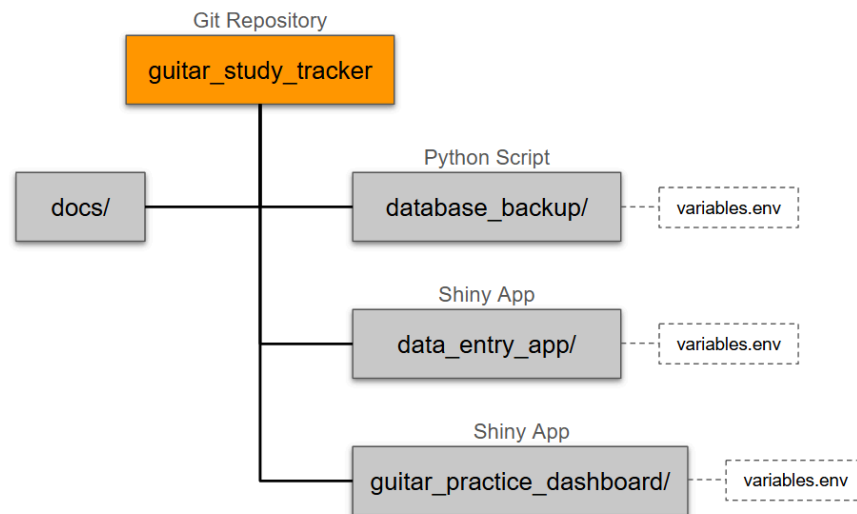 Git Repository
guitar_study_tracker
Python Script
docs/
database_backup/
variables.env
Shiny App
data_entry_app/
variables.env
Shiny App
guitar_practice_dashboard/
variables.env